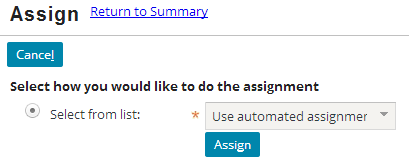 Assign Return to Summary
Cancel
Select how you would like to do the assignment
Select from list: * Use automated assignmer
Assign